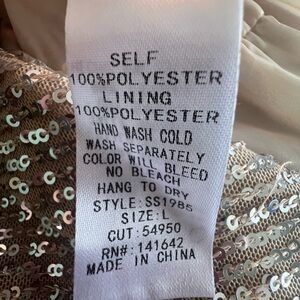 SELF
100%POLYESTER
LINING
100%POLYESTER
HAND WASH COLD
WASH SEPARATELY
COLOR WILL BLEED
NO BLEACH
HANG TO DRY
STYLE:SS1986
SIZE:L
CUT:54950
RN#:141642
MADE IN CHINA